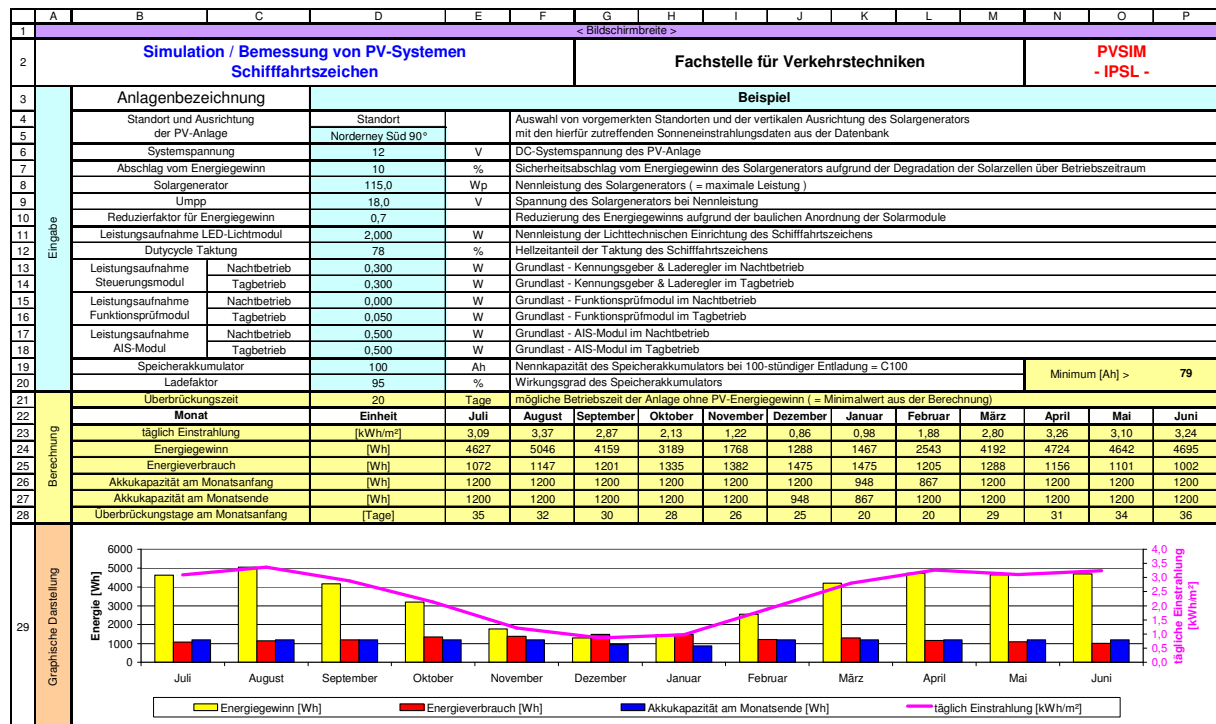 A B C D E F G H I J K L M N O P
1 < Bildschirmbreite >
2 Simulation / Bemessung von PV-Systemen Schifffahrtszeichen Fachstelle für Verkehrstechniken PVSIM - IPSL -
3 Anlagenbezeichnung Beispiel
4 Standort und Ausrichtung Standort Auswahl von vorgemerkten Standorten und der vertikalen Ausrichtung des Solargenerators
5 der PV-Anlage Norderney Süd 90° mit den hierfür zutreffenden Sonneneinstrahlungsdaten aus der Datenbank
6 Systemspannung 12 V DC-Systemspannung des PV-Anlage
7 Abschlag vom Energiegewinn 10 % Sicherheitsabschlag vom Energiegewinn des Solargenerators aufgrund der Degradation der Solarzellen über Betriebszeitraum
8 Solargenerator 115,0 Wp Nennleistung des Solargenerators ( = maximale Leistung )
9 Umpp 18,0 V Spannung des Solargenerators bei Nennleistung
10 Reduzierfaktor für Energiegewinn 0,7 Reduzierung des Energiegewinns aufgrund der baulichen Anordnung der Solarmodule
Eingabe
11 Leistungsaufnahme LED-Lichtmodul 2,000 W Nennleistung der Lichttechnischen Einrichtung des Schifffahrtszeichens
12 Dutycycle Taktung 78 % Hellzeitanteil der Taktung des Schifffahrtszeichens
13 Leistungsaufnahme Nachtbetrieb 0,300 W Grundlast - Kennungsgeber & Laderegler im Nachtbetrieb
14 Steuerungsmodul Tagbetrieb 0,300 W Grundlast - Kennungsgeber & Laderegler im Tagbetrieb
15 Leistungsaufnahme Nachtbetrieb 0,000 W Grundlast - Funktionsprüfmodul im Nachtbetrieb
16 Funktionsprüfmodul Tagbetrieb 0,050 W Grundlast - Funktionsprüfmodul im Tagbetrieb
17 Leistungsaufnahme Nachtbetrieb 0,500 W Grundlast - AIS-Modul im Nachtbetrieb
18 AIS-Modul Tagbetrieb 0,500 W Grundlast - AIS-Modul im Tagbetrieb
19 Speicherakkumulator 100 Ah Nennkapazität des Speicherakkumulators bei 100-stündiger Entladung = C100
Minimum [Ah] > 79
20 Ladefaktor 95 % Wirkungsgrad des Speicherakkumulators
21 Überbrückungszeit 20 Tage mögliche Betriebszeit der Anlage ohne PV-Energiegewinn ( = Minimalwert aus der Berechnung)
22 Monat Einheit Juli August September Oktober November Dezember Januar Februar März April Mai Juni
23 täglich Einstrahlung [kWh/m²] 3,09 3,37 2,87 2,13 1,22 0,86 0,98 1,88 2,80 3,26 3,10 3,24
24 Energiegewinn [Wh] 4627 5046 4159 3189 1768 1288 1467 2543 4192 4724 4642 4695
Berechnung
25 Energieverbrauch [Wh] 1072 1147 1201 1335 1382 1475 1475 1205 1288 1156 1101 1002
26 Akkukapazität am Monatsanfang [Wh] 1200 1200 1200 1200 1200 1200 948 867 1200 1200 1200 1200
27 Akkukapazität am Monatsende [Wh] 1200 1200 1200 1200 1200 948 867 1200 1200 1200 1200 1200
28 Überbrückungstage am Monatsanfang [Tage] 35 32 30 28 26 25 20 20 29 31 34 36
29
Graphische Darstellung
Energie [Wh]
6000
5000
4000
3000
2000
1000
0
4,0
3,5
3,0
2,5
2,0
1,5
1,0
0,5
0,0
tägliche Einstrahlung
[kWh/m²]
Juli August September Oktober November Dezember Januar Februar März April Mai Juni
Energiegewinn [Wh] Energieverbrauch [Wh] Akkukapazität am Monatsende [Wh] täglich Einstrahlung [kWh/m²]